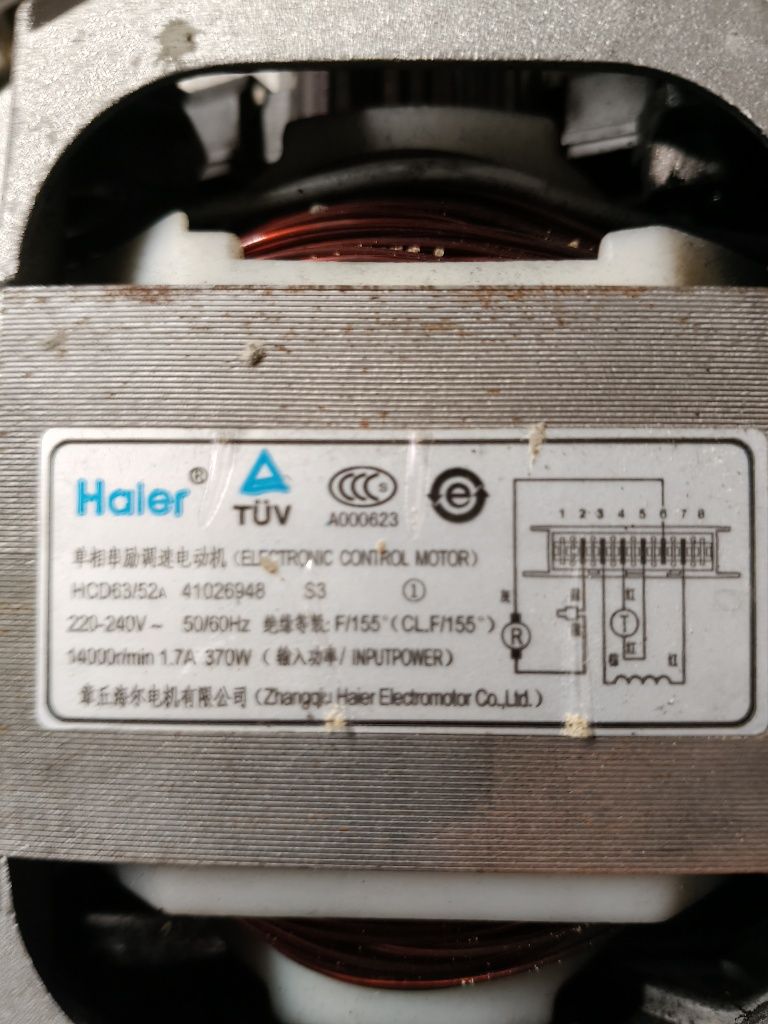 Haier®
TÜV
CCC S
A000623
e
单相串励调速电动机 (ELECTRONIC CONTROL MOTOR)
HCD63/52A 41026948 S3 ①
220-240V~ 50/60Hz 绝缘等级: F/155°(CL.F/155°)
14000r/min 1.7A 370W (输入功率/INPUTPOWER)
章丘海尔电机有限公司 (Zhangqiu Haier Electromotor Co.,Ltd.)
1 2 3 4 5 6 7 8
红
R
T
红